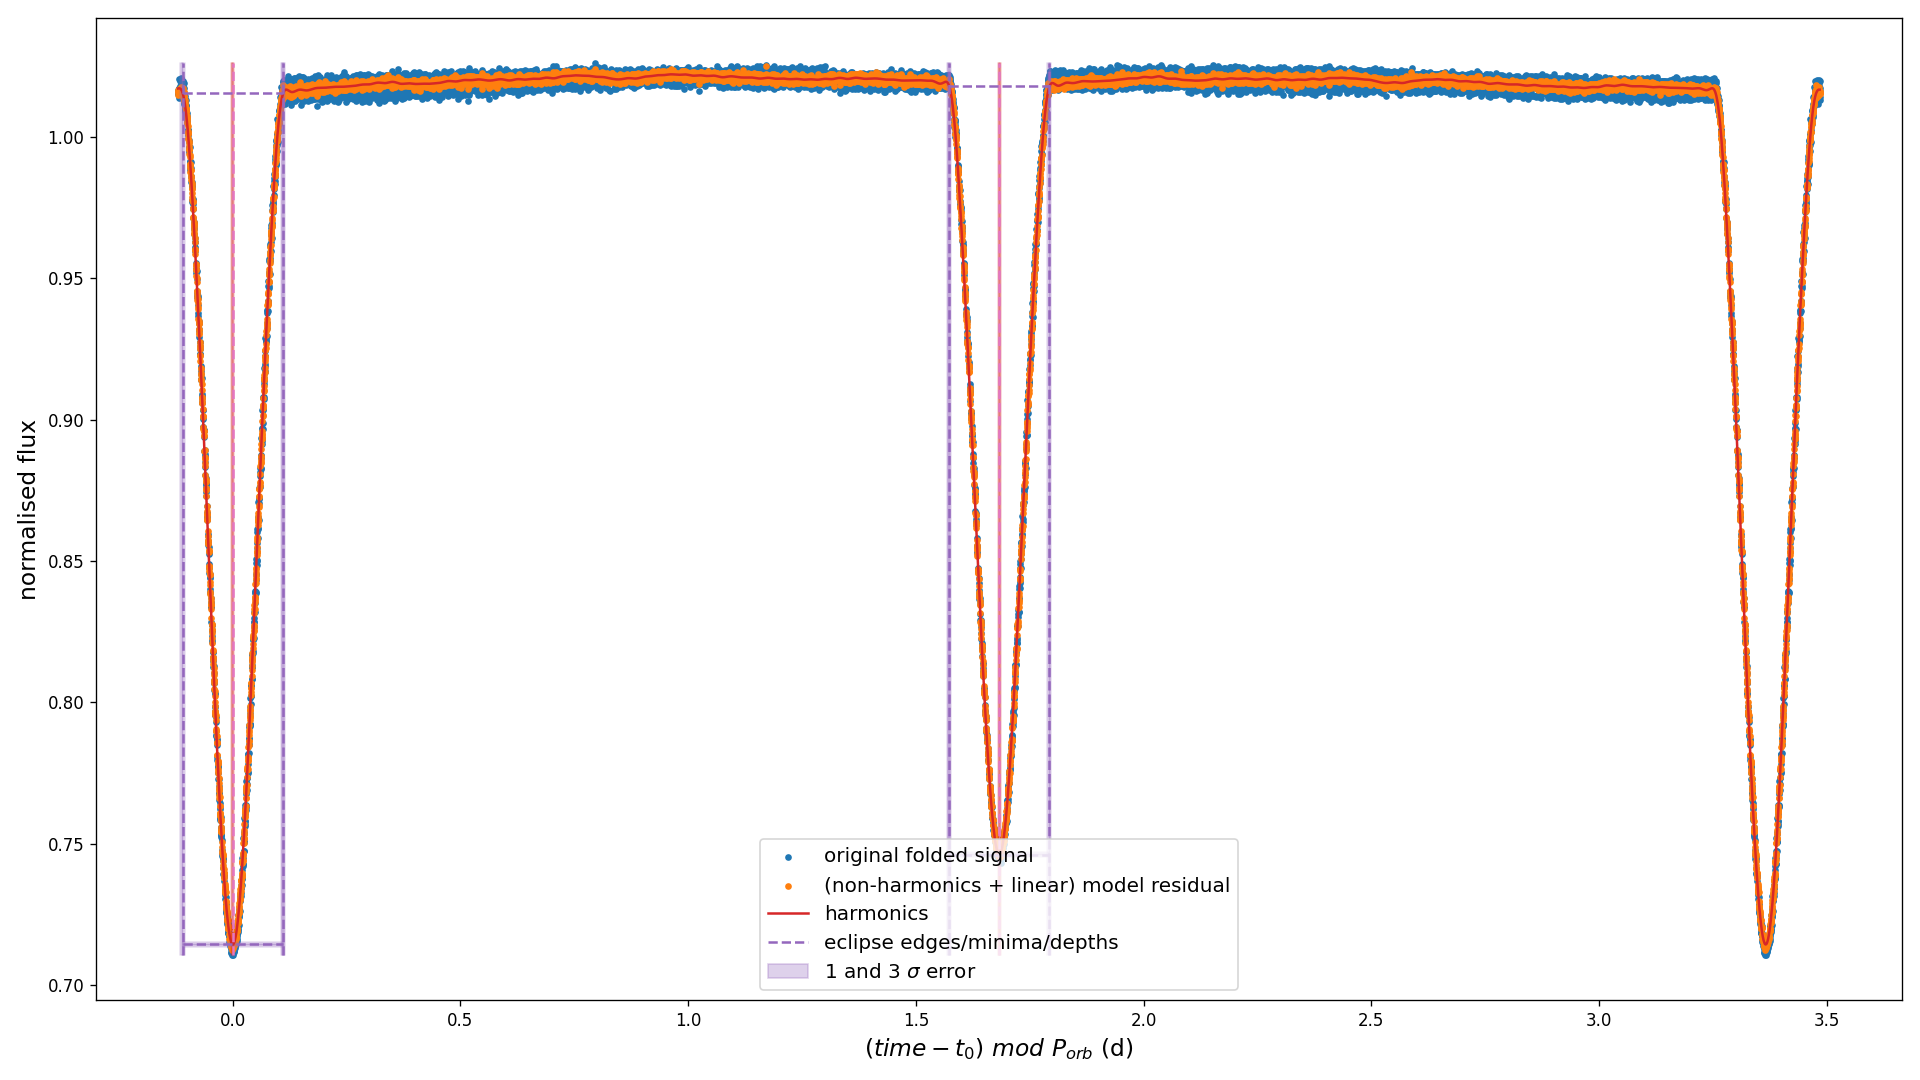 normalised flux
1.00
0.95
0.90
0.85
0.80
0.75
0.70
original folded signal
(non-harmonics + linear) model residual
harmonics
eclipse edges/minima/depths
1 and 3 σ error
0.0 0.5 1.0 1.5 2.0 2.5 3.0 3.5
(time − t₀) mod P_orb (d)